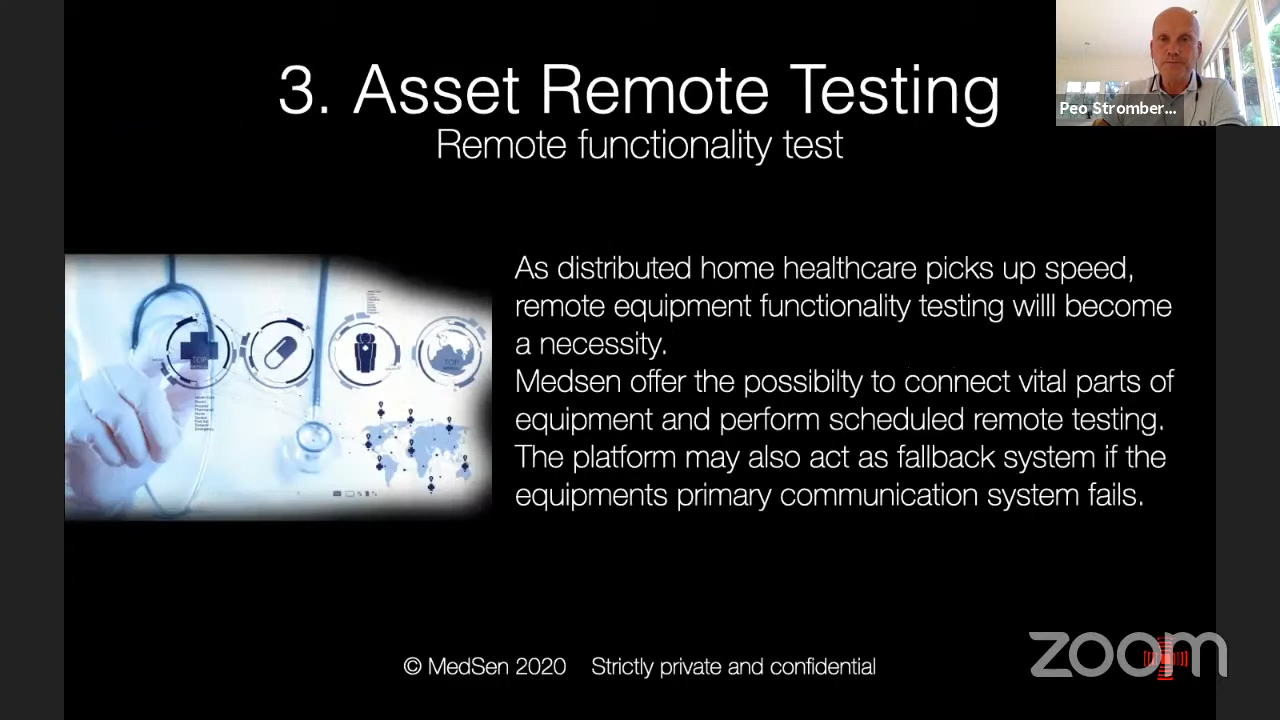 3. Asset Remote Testing
Remote functionality test
Peo Stromber...
As distributed home healthcare picks up speed,
remote equipment functionality testing willl become
a necessity.
Medsen offer the possibilty to connect vital parts of
equipment and perform scheduled remote testing.
The platform may also act as fallback system if the
equipments primary communication system fails.
© MedSen 2020 Strictly private and confidential
zoom